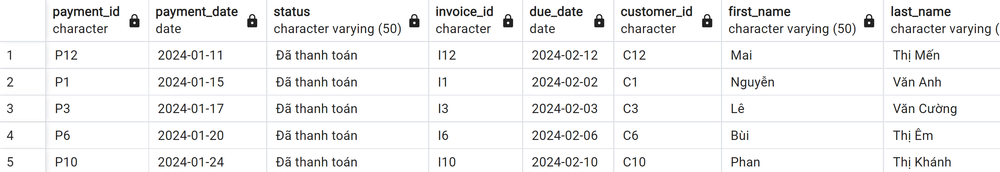 payment_id payment_date status invoice_id due_date customer_id first_name last_name
character date character varying (50) character date character character varying (50) character varying (
1 P12 2024-01-11 Đã thanh toán I12 2024-02-12 C12 Mai Thị Mến
2 P1 2024-01-15 Đã thanh toán I1 2024-02-02 C1 Nguyễn Văn Anh
3 P3 2024-01-17 Đã thanh toán I3 2024-02-03 C3 Lê Văn Cường
4 P6 2024-01-20 Đã thanh toán I6 2024-02-06 C6 Bùi Thị Êm
5 P10 2024-01-24 Đã thanh toán I10 2024-02-10 C10 Phan Thị Khánh